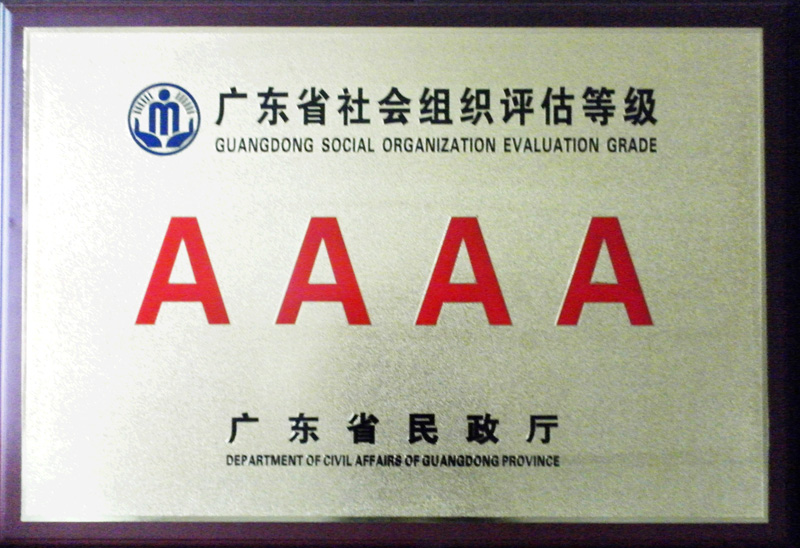 广东省社会组织评估等级
GUANGDONG SOCIAL ORGANIZATION EVALUATION GRADE
AAAA
广东省民政厅
DEPARTMENT OF CIVIL AFFAIRS OF GUANGDONG PROVINCE